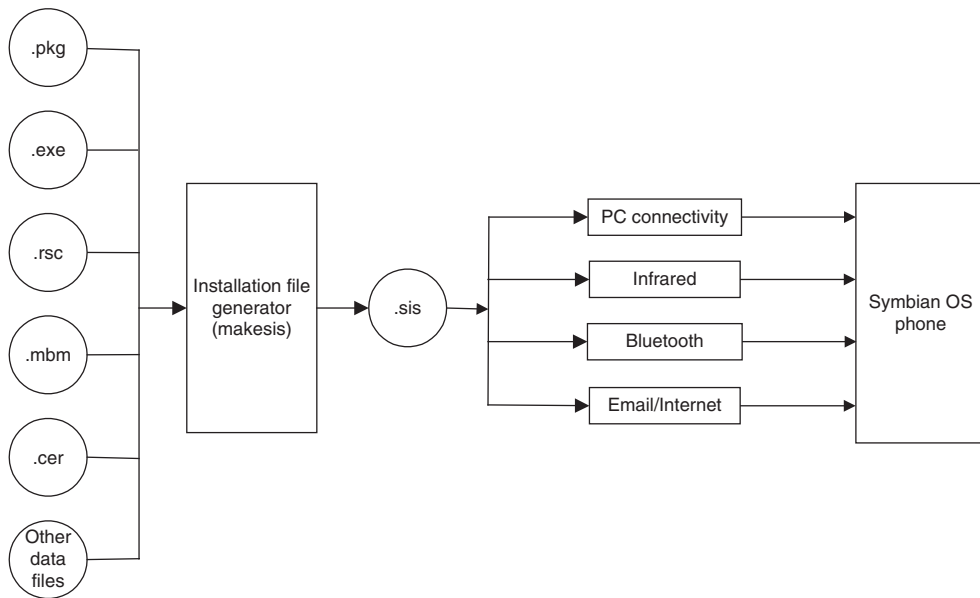 .pkg
.exe
.rsc
.mbm
.cer
Other
data
files
Installation file
generator
(makesis)
.sis
PC connectivity
Infrared
Bluetooth
Email/Internet
Symbian OS
phone